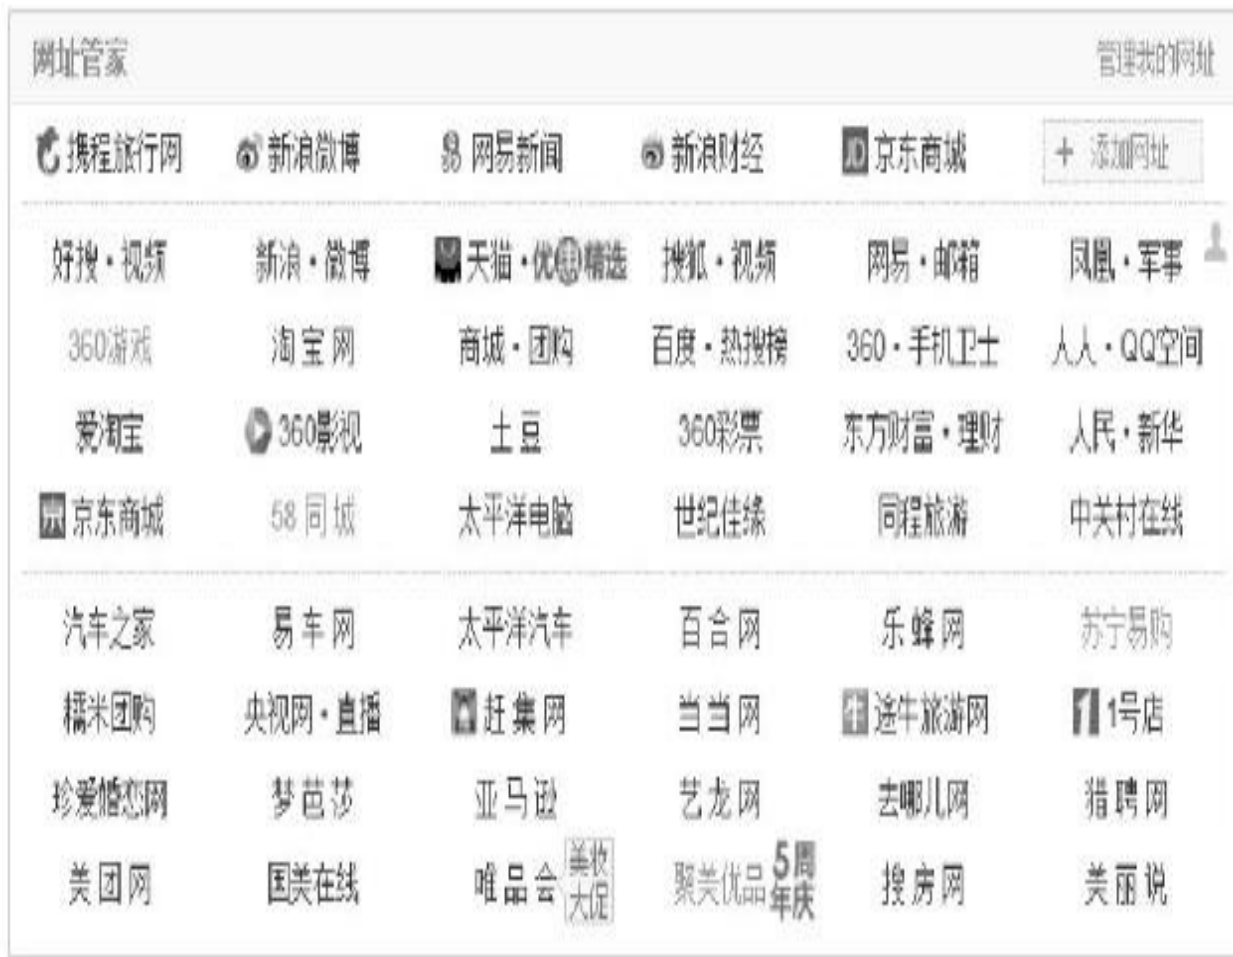 网址管家 管理我的网址
携程旅行网 新浪微博 网易新闻 新浪财经 JD 京东商城 + 添加网址
好搜·视频 新浪·微博 天猫·优品精选 搜狐·视频 网易·邮箱 凤凰·军事
360游戏 淘宝网 商城·团购 百度·热搜榜 360·手机卫士 人人·QQ空间
爱淘宝 360影视 土豆 360彩票 东方财富·理财 人民·新华
京 京东商城 58同城 太平洋电脑 世纪佳缘 同程旅游 中关村在线
汽车之家 易车网 太平洋汽车 百合网 乐蜂网 苏宁易购
糯米团购 央视网·直播 赶集网 当当网 牛 途牛旅游网 1 1号店
珍爱婚恋网 梦芭莎 亚马逊 艺龙网 去哪儿网 猎聘网
美团网 国美在线 唯品会 美妆大促 聚美优品 5周年庆 搜房网 美丽说